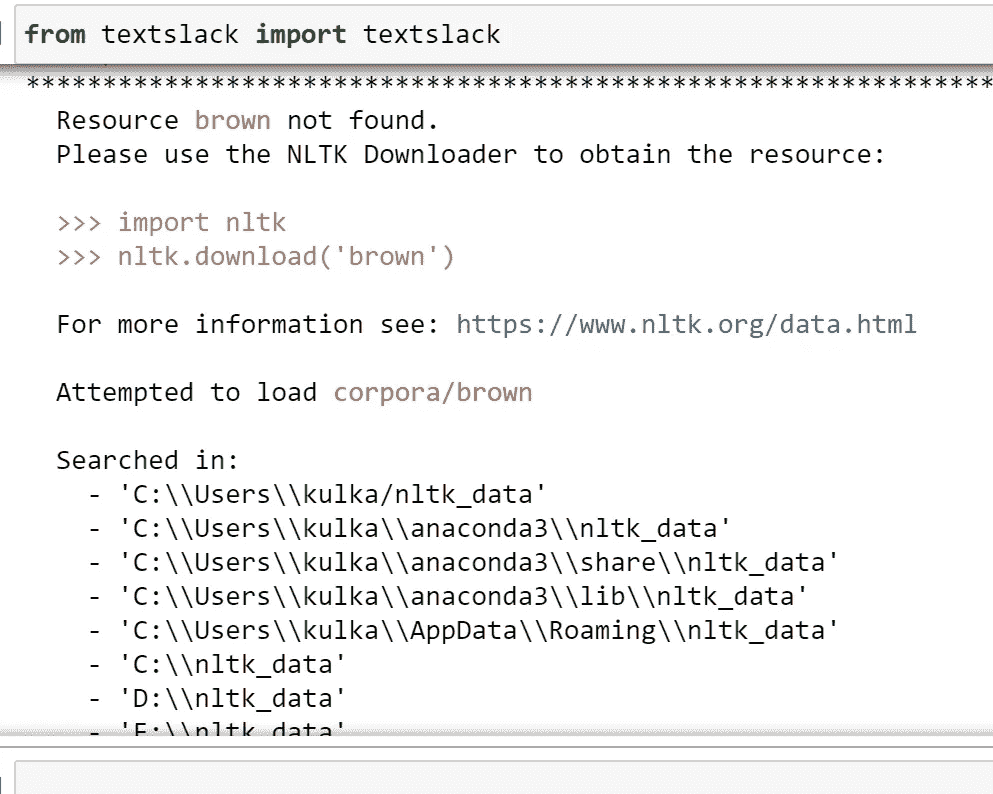 from textslack import textslack
*******************************************************************
Resource brown not found.
Please use the NLTK Downloader to obtain the resource:
>>> import nltk
>>> nltk.download('brown')
For more information see: https://www.nltk.org/data.html
Attempted to load corpora/brown
Searched in:
- 'C:\\Users\\kulka/nltk_data'
- 'C:\\Users\\kulka\\anaconda3\\nltk_data'
- 'C:\\Users\\kulka\\anaconda3\\share\\nltk_data'
- 'C:\\Users\\kulka\\anaconda3\\lib\\nltk_data'
- 'C:\\Users\\kulka\\AppData\\Roaming\\nltk_data'
- 'C:\\nltk_data'
- 'D:\\nltk_data'
- 'E:\\nltk_data'